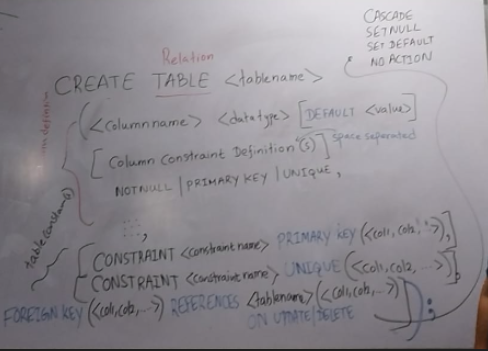 CASCADE
SET NULL
SET DEFAULT
NO ACTION
Relation
CREATE TABLE <tablename>
(<columnname> <datatype> [DEFAULT <value>]
[Column Constraint Definition(s)] space separated
NOT NULL | PRIMARY KEY | UNIQUE,
table constraint(s)
[CONSTRAINT <constraint name> PRIMARY KEY (<col1, col2, ...>),]
[CONSTRAINT <constraint name> UNIQUE (<col1, col2, ...>)],
FOREIGN KEY (<col1, col2, ...>) REFERENCES <tablename> (<col1, col2, ...>)
ON UPDATE/DELETE